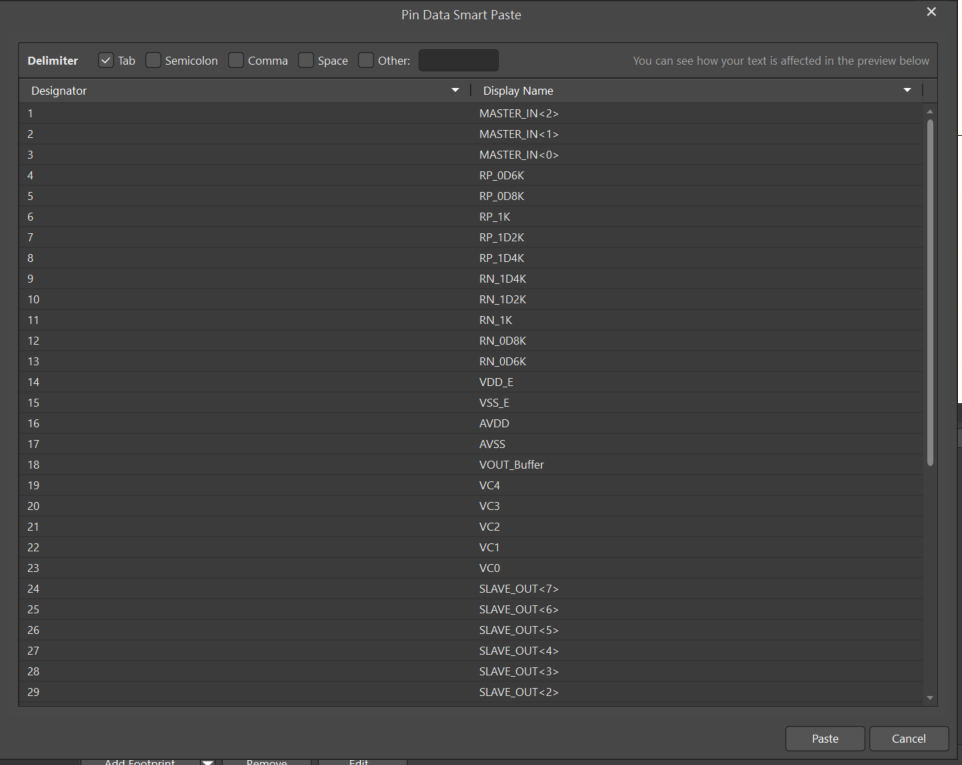 Pin Data Smart Paste
Delimiter Tab Semicolon Comma Space Other: You can see how your text is affected in the preview below
Designator Display Name
1 MASTER_IN<2>
2 MASTER_IN<1>
3 MASTER_IN<0>
4 RP_0D6K
5 RP_0D8K
6 RP_1K
7 RP_1D2K
8 RP_1D4K
9 RN_1D4K
10 RN_1D2K
11 RN_1K
12 RN_0D8K
13 RN_0D6K
14 VDD_E
15 VSS_E
16 AVDD
17 AVSS
18 VOUT_Buffer
19 VC4
20 VC3
21 VC2
22 VC1
23 VC0
24 SLAVE_OUT<7>
25 SLAVE_OUT<6>
26 SLAVE_OUT<5>
27 SLAVE_OUT<4>
28 SLAVE_OUT<3>
29 SLAVE_OUT<2>
Paste Cancel
Add Footprint Remove Edit